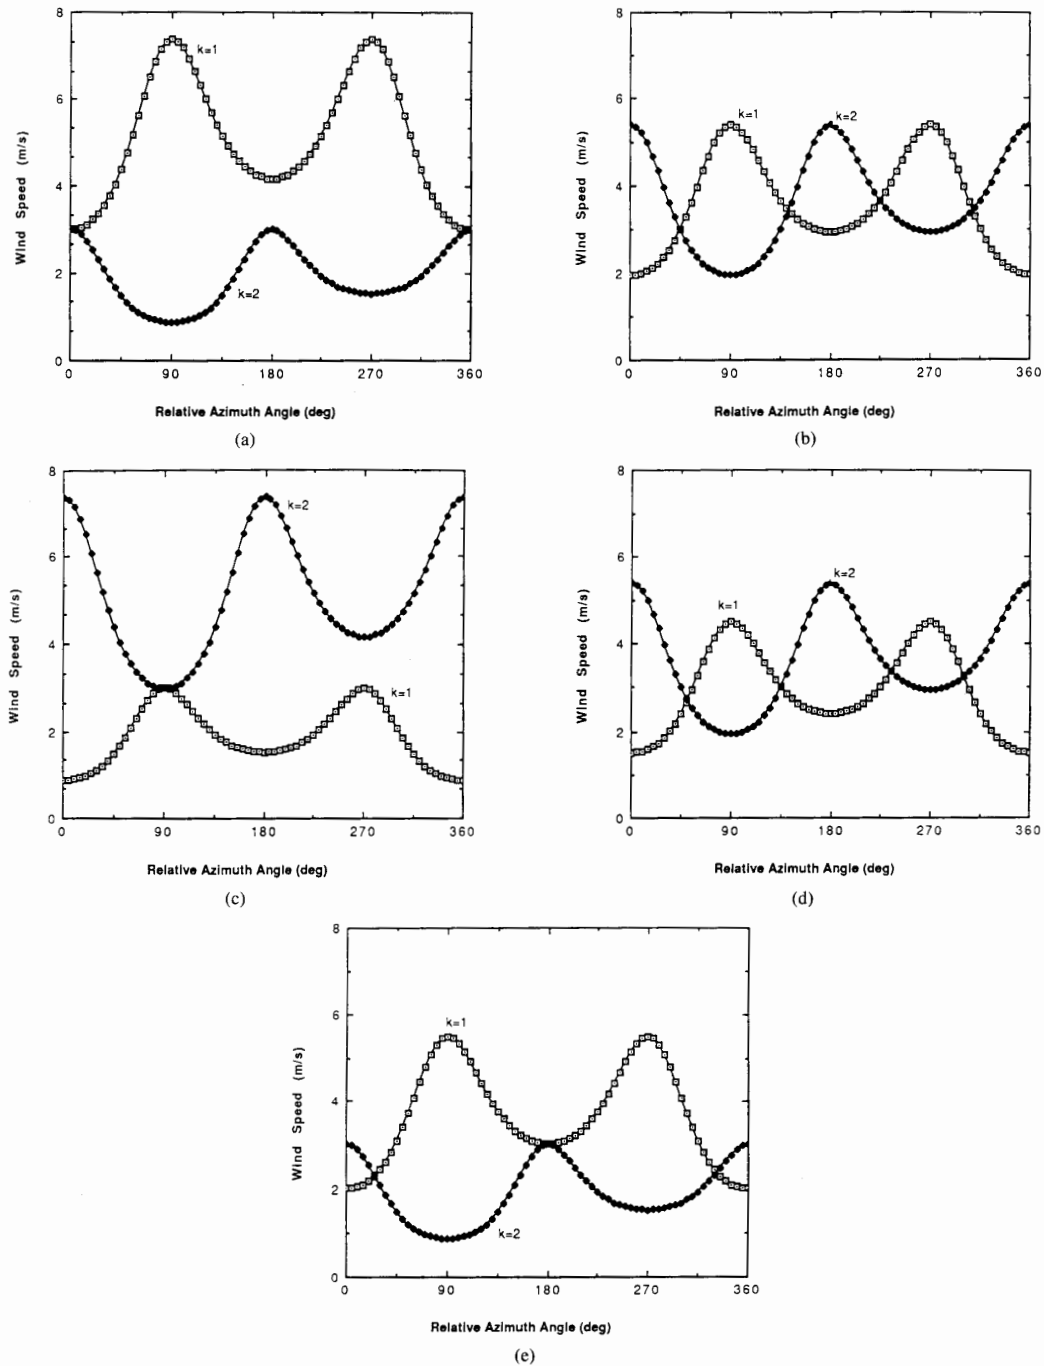 8
6
4
2
0
Wind Speed (m/s)
k=1
k=2
0 90 180 270 360
Relative Azimuth Angle (deg)
(a)
8
6
4
2
0
Wind Speed (m/s)
k=1
k=2
0 90 180 270 360
Relative Azimuth Angle (deg)
(b)
8
6
4
2
0
Wind Speed (m/s)
k=2
k=1
0 90 180 270 360
Relative Azimuth Angle (deg)
(c)
8
6
4
2
0
Wind Speed (m/s)
k=2
k=1
0 90 180 270 360
Relative Azimuth Angle (deg)
(d)
8
6
4
2
0
Wind Speed (m/s)
k=1
k=2
0 90 180 270 360
Relative Azimuth Angle (deg)
(e)